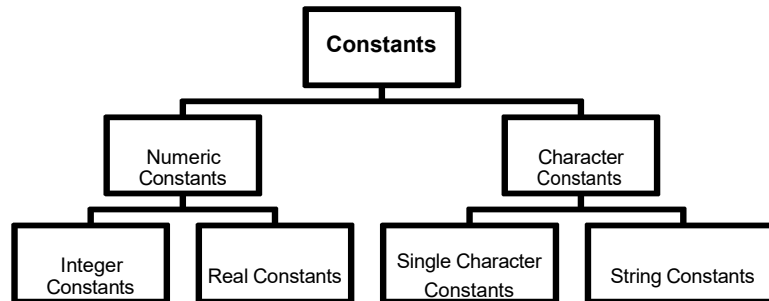 Constants
Numeric
Constants
Character
Constants
Integer
Constants
Real Constants
Single Character
Constants
String Constants